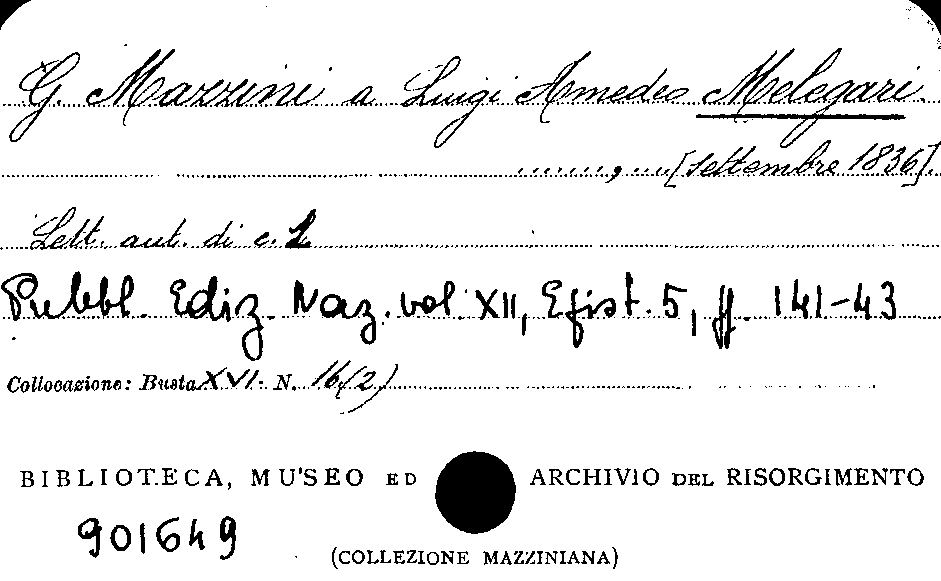 G. Mazzini a Luigi Amedeo Melegari.
........, ....[settembre 1836].
Lett. aut. di c. 2
Pubbl. Ediz. Naz. vol. XII, Epist. 5, pp. 141-43
Collocazione: Busta XVI. N. 16(2)
BIBLIOTECA, MUSEO ED ARCHIVIO DEL RISORGIMENTO
901649
(COLLEZIONE MAZZINIANA)